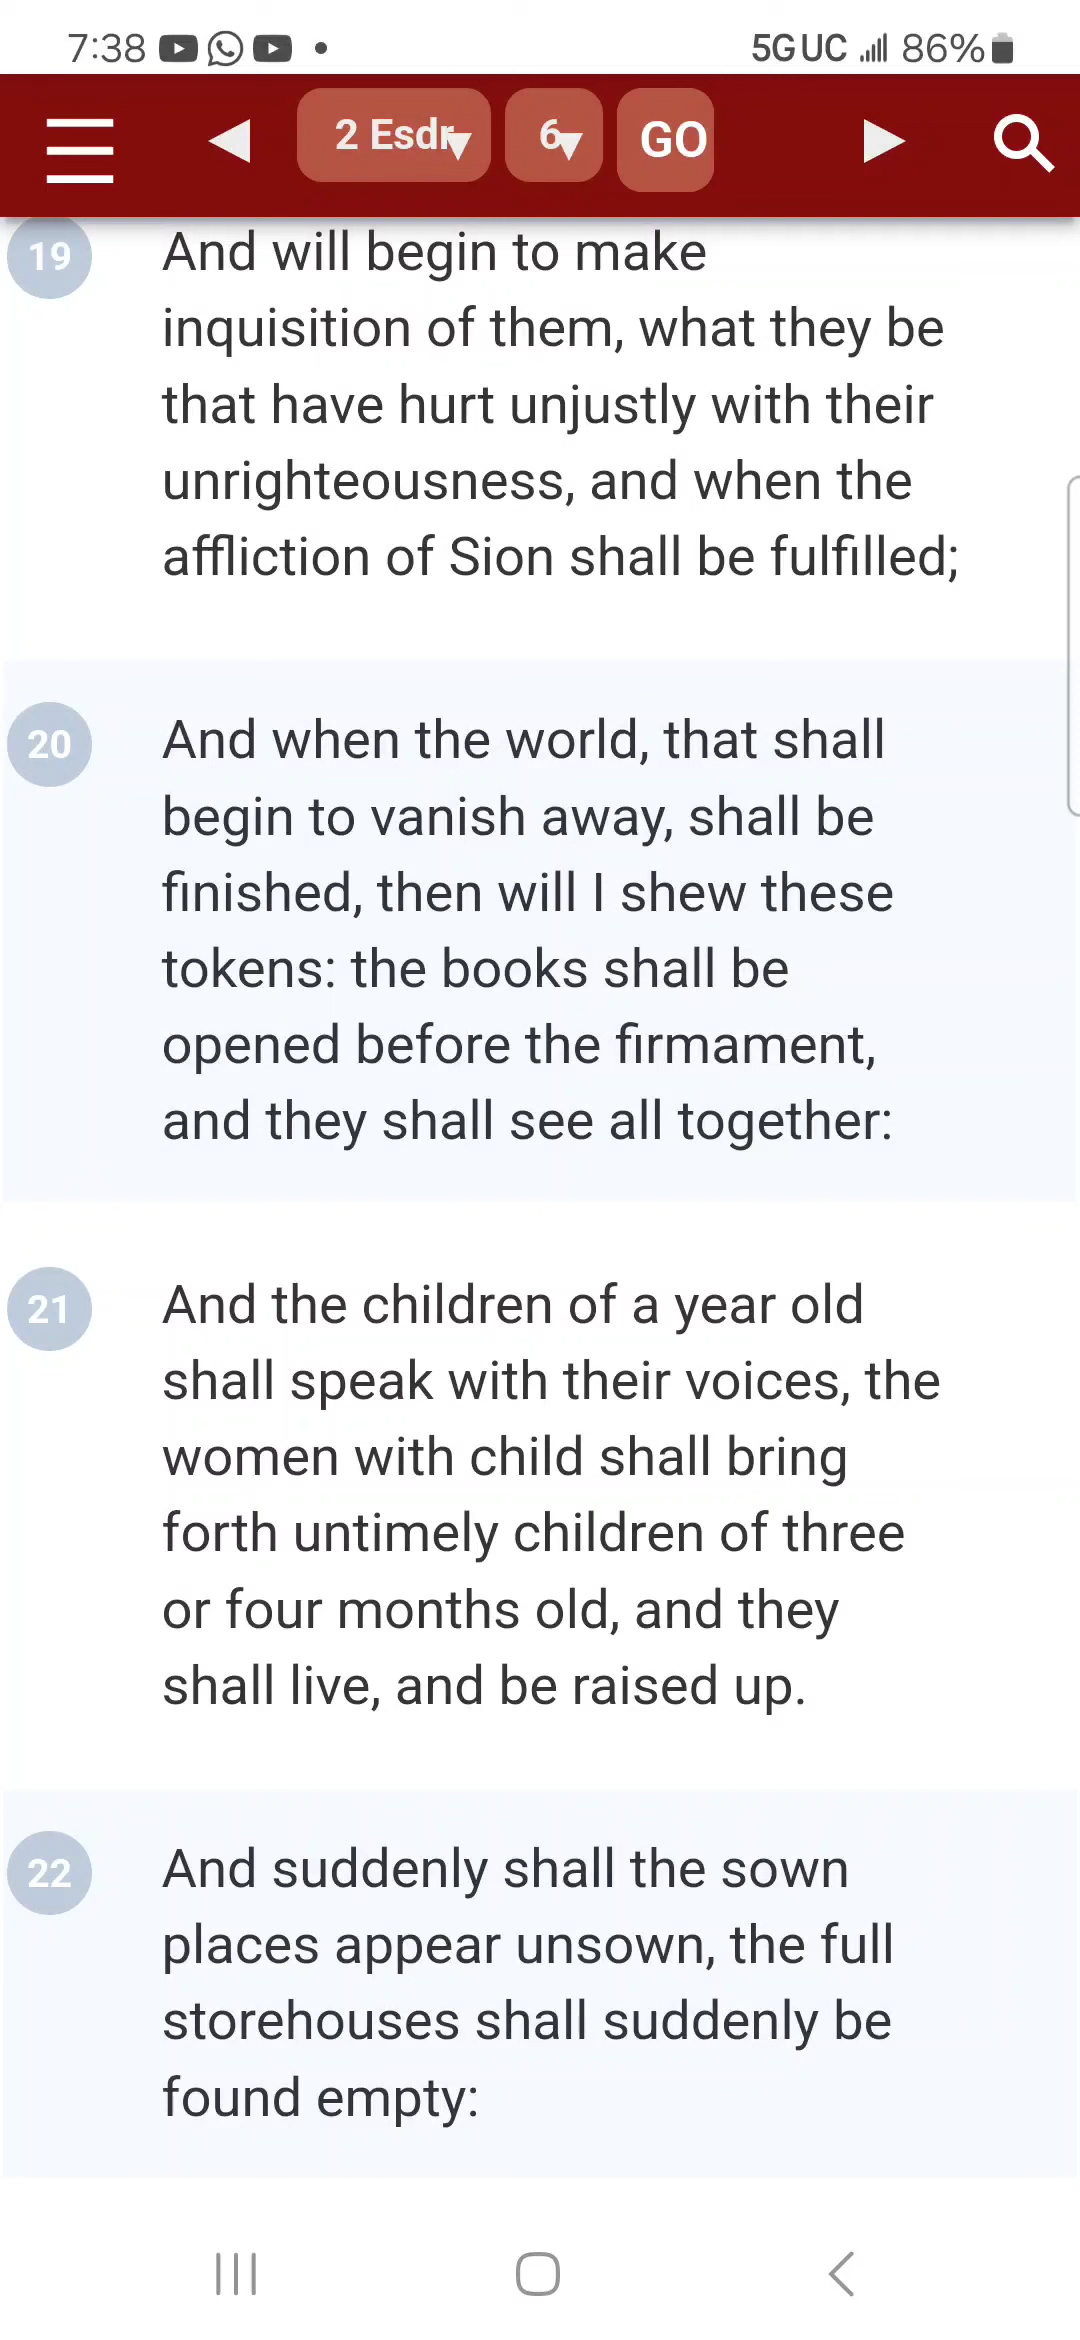 7:38 5G UC 86%
2 Esdr 6 GO
19 And will begin to make
inquisition of them, what they be
that have hurt unjustly with their
unrighteousness, and when the
affliction of Sion shall be fulfilled;
20 And when the world, that shall
begin to vanish away, shall be
finished, then will I shew these
tokens: the books shall be
opened before the firmament,
and they shall see all together:
21 And the children of a year old
shall speak with their voices, the
women with child shall bring
forth untimely children of three
or four months old, and they
shall live, and be raised up.
22 And suddenly shall the sown
places appear unsown, the full
storehouses shall suddenly be
found empty: